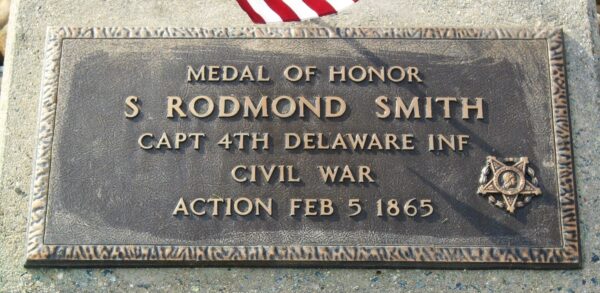 MEDAL OF HONOR
S RODMOND SMITH
CAPT 4TH DELAWARE INF
CIVIL WAR
ACTION FEB 5 1865